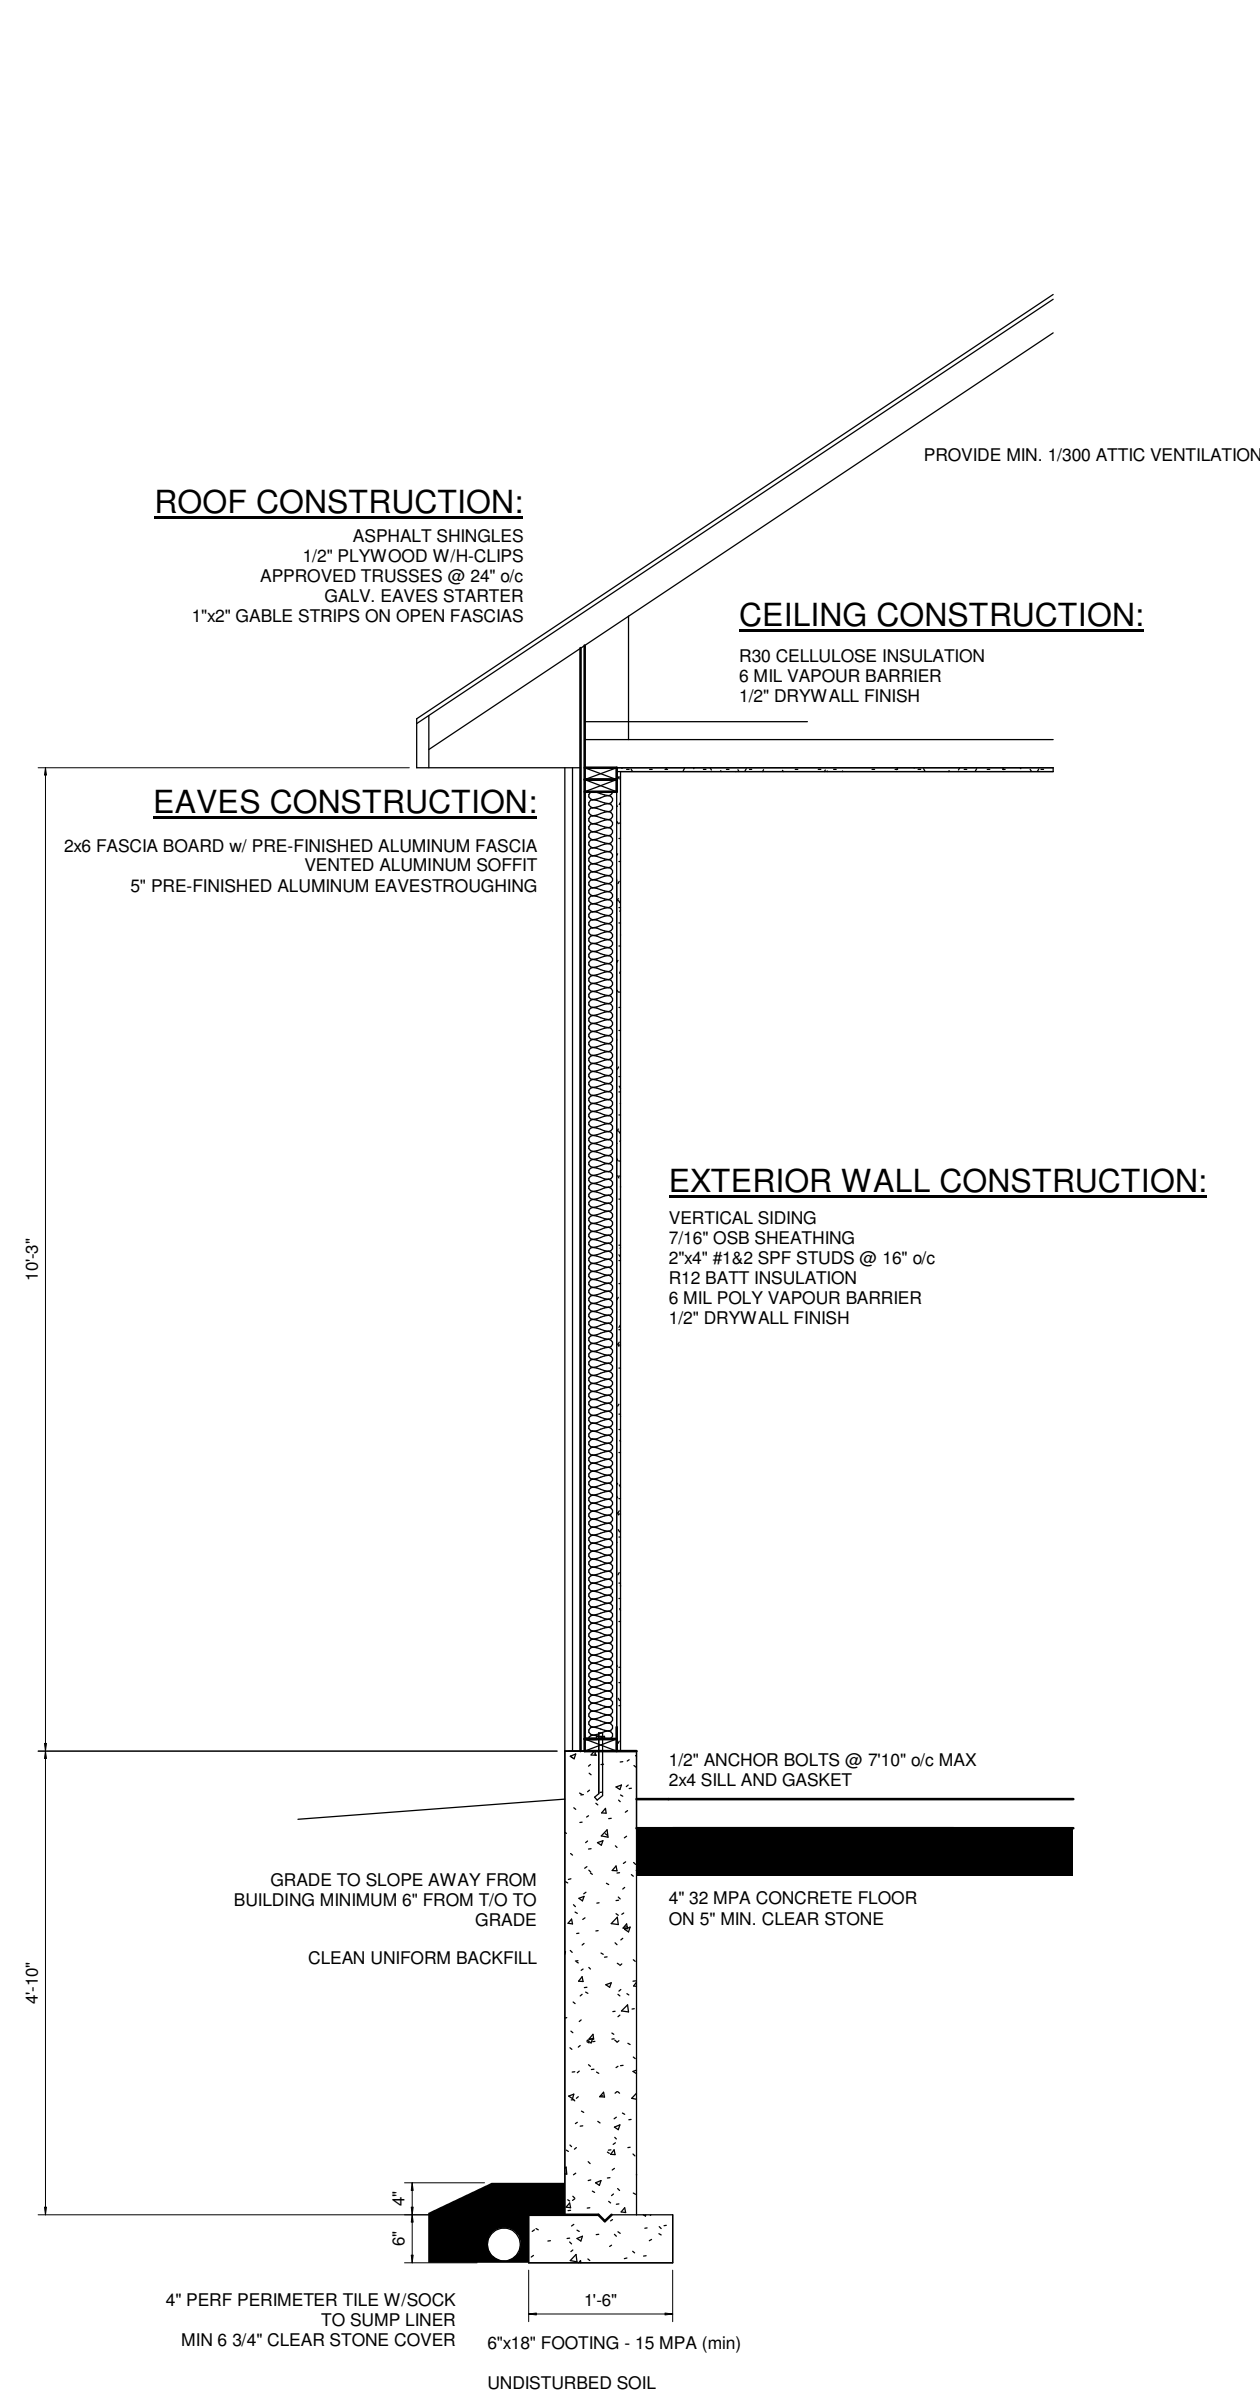 PROVIDE MIN. 1/300 ATTIC VENTILATION
ROOF CONSTRUCTION:
ASPHALT SHINGLES
1/2" PLYWOOD W/H-CLIPS
APPROVED TRUSSES @ 24" o/c
GALV. EAVES STARTER
1"x2" GABLE STRIPS ON OPEN FASCIAS
CEILING CONSTRUCTION:
R30 CELLULOSE INSULATION
6 MIL VAPOUR BARRIER
1/2" DRYWALL FINISH
EAVES CONSTRUCTION:
2x6 FASCIA BOARD w/ PRE-FINISHED ALUMINUM FASCIA
VENTED ALUMINUM SOFFIT
5" PRE-FINISHED ALUMINUM EAVESTROUGHING
10'-3"
EXTERIOR WALL CONSTRUCTION:
VERTICAL SIDING
7/16" OSB SHEATHING
2"x4" #1&2 SPF STUDS @ 16" o/c
R12 BATT INSULATION
6 MIL POLY VAPOUR BARRIER
1/2" DRYWALL FINISH
1/2" ANCHOR BOLTS @ 7'10" o/c MAX
2x4 SILL AND GASKET
GRADE TO SLOPE AWAY FROM
BUILDING MINIMUM 6" FROM T/O TO
GRADE
CLEAN UNIFORM BACKFILL
4" 32 MPA CONCRETE FLOOR
ON 5" MIN. CLEAR STONE
4'-10"
4"
6"
4" PERF PERIMETER TILE W/SOCK
TO SUMP LINER
MIN 6 3/4" CLEAR STONE COVER
1'-6"
6"x18" FOOTING - 15 MPA (min)
UNDISTURBED SOIL